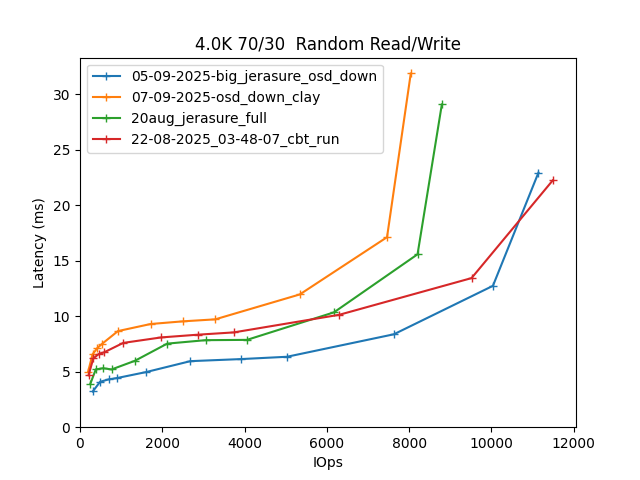 4.0K 70/30  Random Read/Write
05-09-2025-big_jerasure_osd_down
07-09-2025-osd_down_clay
20aug_jerasure_full
22-08-2025_03-48-07_cbt_run
Latency (ms)
30
25
20
15
10
5
0
0 2000 4000 6000 8000 10000 12000
IOps